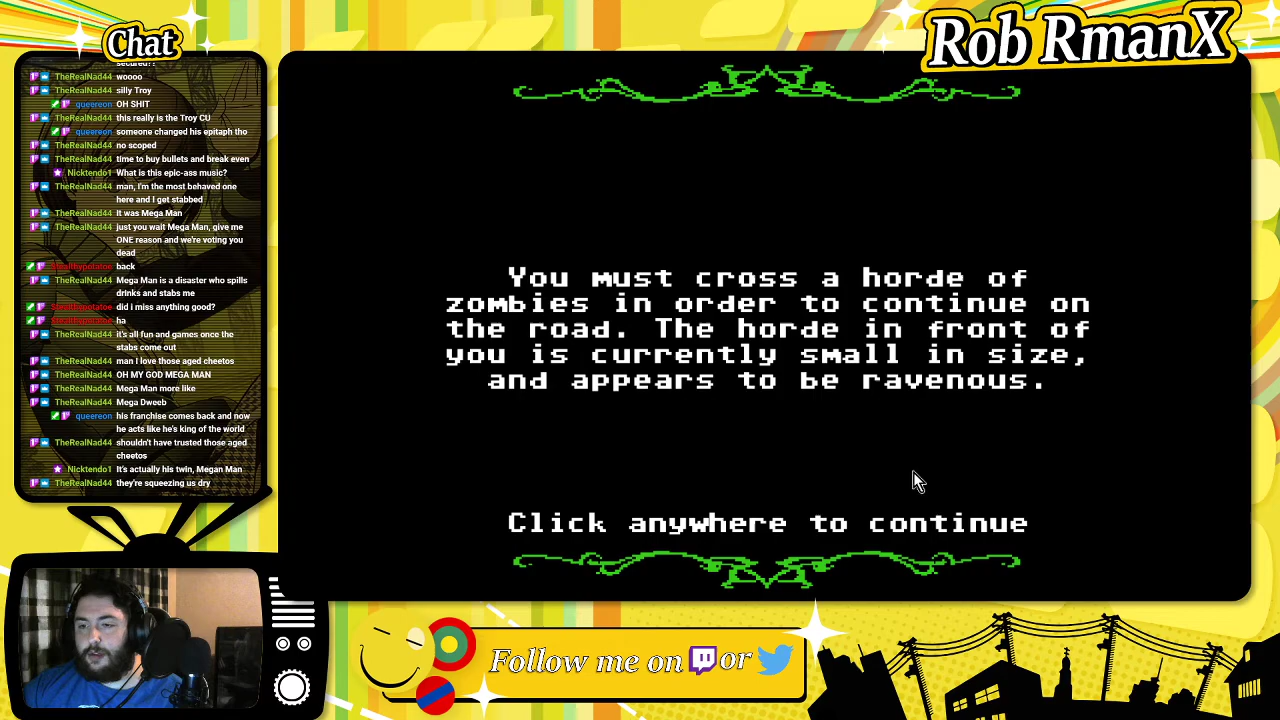 Chat
Rob RmanX
secured??
TheRealNad44 woooo
TheRealNad44 silly Troy
queereon OH SHIT
TheRealNad44 this really is the Troy CU
queereon someone changed his epitaph tho
TheRealNad44 no scoped
TheRealNad44 time to buy bullets and break even
Nicktendo1 What is this epic-ass music?
TheRealNad44 man, I'm the most behaved one
here and I get stabbed
TheRealNad44 it was Mega Man
TheRealNad44 just you wait Mega Man, give me
ONE reason and we're voting you
dead
Stealthepotatoe back
TheRealNad44 Mega Man is a disaster who spills
drinks and stabs me
Stealthepotatoe did I miss anything good?
Stealthepotatoe ha
TheRealNad44 it's all fun and games once the
stabs come out
TheRealNad44 man I love those aged cheetos
TheRealNad44 OH MY GOD MEGA MAN
TheRealNad44 Mega Man more like
TheRealNad44 Mega Dweeb
queereon his franchise comes back and now
he acts like he's king of the world
TheRealNad44 shouldn't have trusted those aged
cheetos
Nicktendo1 It's actually his twin, Megan Man
TheRealNad44 they're squeezing us dry
You must cross a horde of
zombies in order to continue on
the road. The horde in front of
you is currently small in size,
and appears to be ravenous.
Click anywhere to continue
Follow me on or